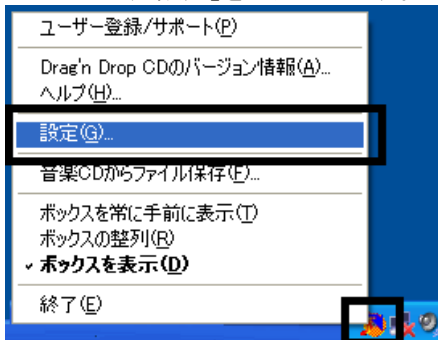 ユーザー登録/サポート(P)
Drag'n Drop CDのバージョン情報(A)...
ヘルプ(H)...
設定(G)...
音楽CDからファイル保存(F)...
ボックスを常に手前に表示(T)
ボックスの整列(R)
ボックスを表示(D)
終了(E)